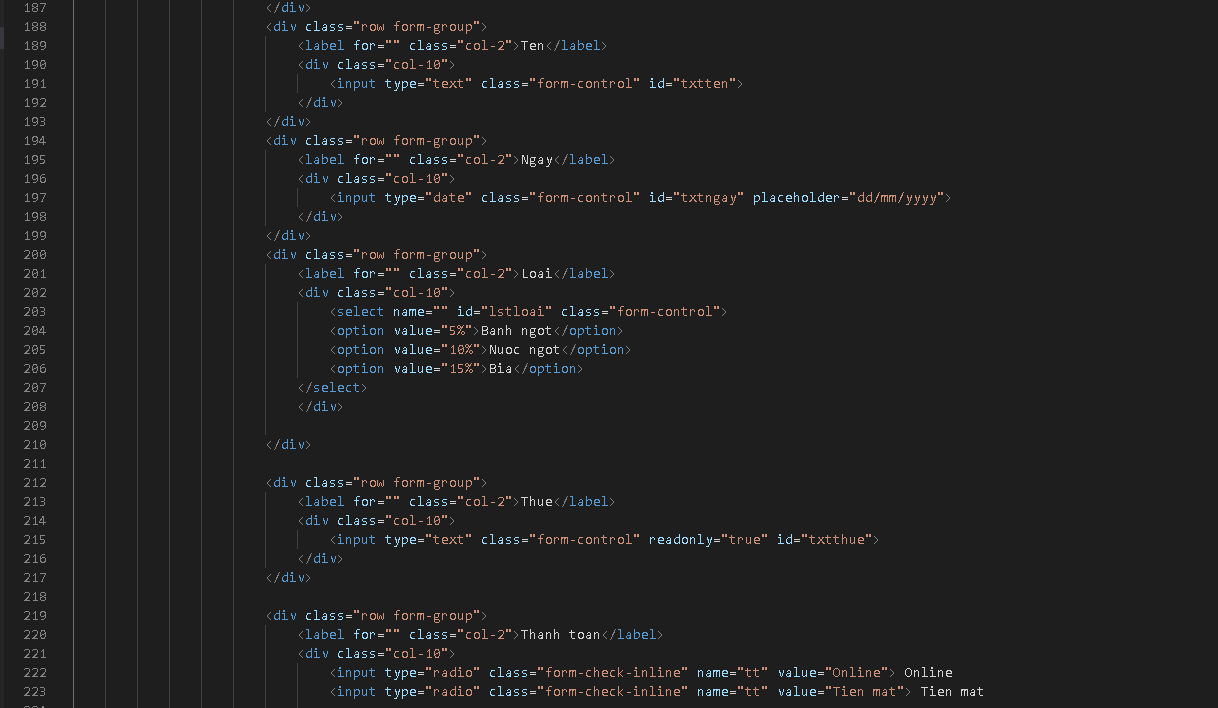 187 </div>
188 <div class="row form-group">
189 <label for="" class="col-2">Ten</label>
190 <div class="col-10">
191 <input type="text" class="form-control" id="txtten">
192 </div>
193 </div>
194 <div class="row form-group">
195 <label for="" class="col-2">Ngay</label>
196 <div class="col-10">
197 <input type="date" class="form-control" id="txtngay" placeholder="dd/mm/yyyy">
198 </div>
199 </div>
200 <div class="row form-group">
201 <label for="" class="col-2">Loai</label>
202 <div class="col-10">
203 <select name="" id="lstloai" class="form-control">
204 <option value="5%">Banh ngot</option>
205 <option value="10%">Nuoc ngot</option>
206 <option value="15%">Bia</option>
207 </select>
208 </div>
209
210 </div>
211
212 <div class="row form-group">
213 <label for="" class="col-2">Thue</label>
214 <div class="col-10">
215 <input type="text" class="form-control" readonly="true" id="txtthue">
216 </div>
217 </div>
218
219 <div class="row form-group">
220 <label for="" class="col-2">Thanh toan</label>
221 <div class="col-10">
222 <input type="radio" class="form-check-inline" name="tt" value="Online"> Online
223 <input type="radio" class="form-check-inline" name="tt" value="Tien mat"> Tien mat